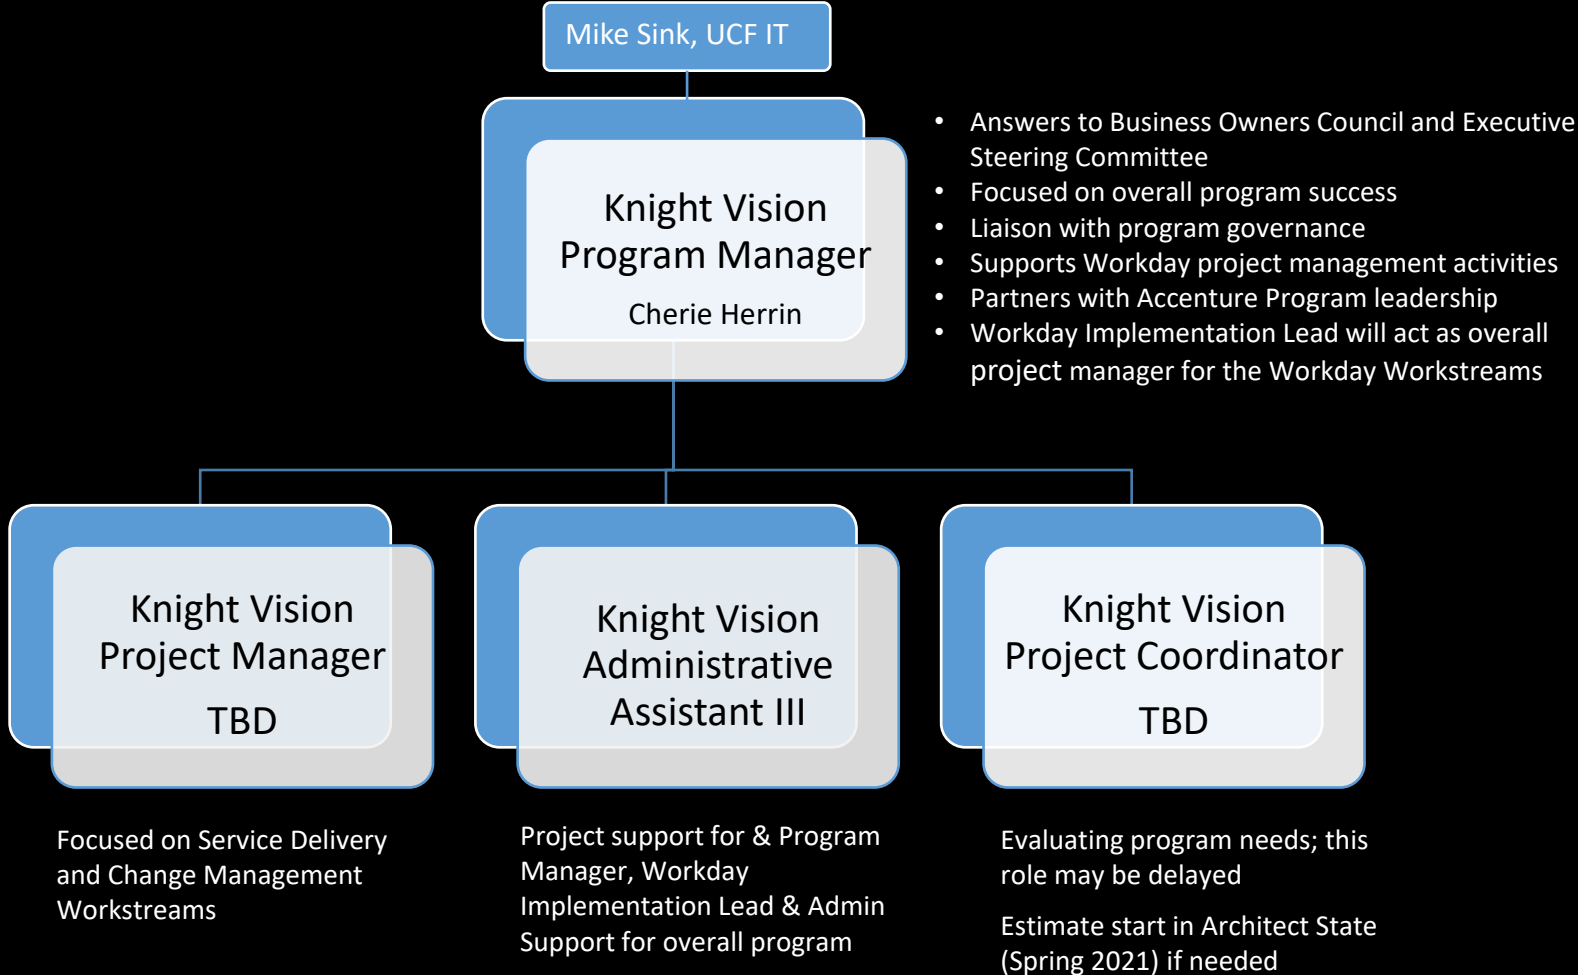 Mike Sink, UCF IT
Knight Vision
Program Manager
Cherie Herrin
• Answers to Business Owners Council and Executive
Steering Committee
• Focused on overall program success
• Liaison with program governance
• Supports Workday project management activities
• Partners with Accenture Program leadership
• Workday Implementation Lead will act as overall
project manager for the Workday Workstreams
Knight Vision
Project Manager
TBD
Knight Vision
Administrative
Assistant III
Knight Vision
Project Coordinator
TBD
Focused on Service Delivery
and Change Management
Workstreams
Project support for & Program
Manager, Workday
Implementation Lead & Admin
Support for overall program
Evaluating program needs; this
role may be delayed
Estimate start in Architect State
(Spring 2021) if needed